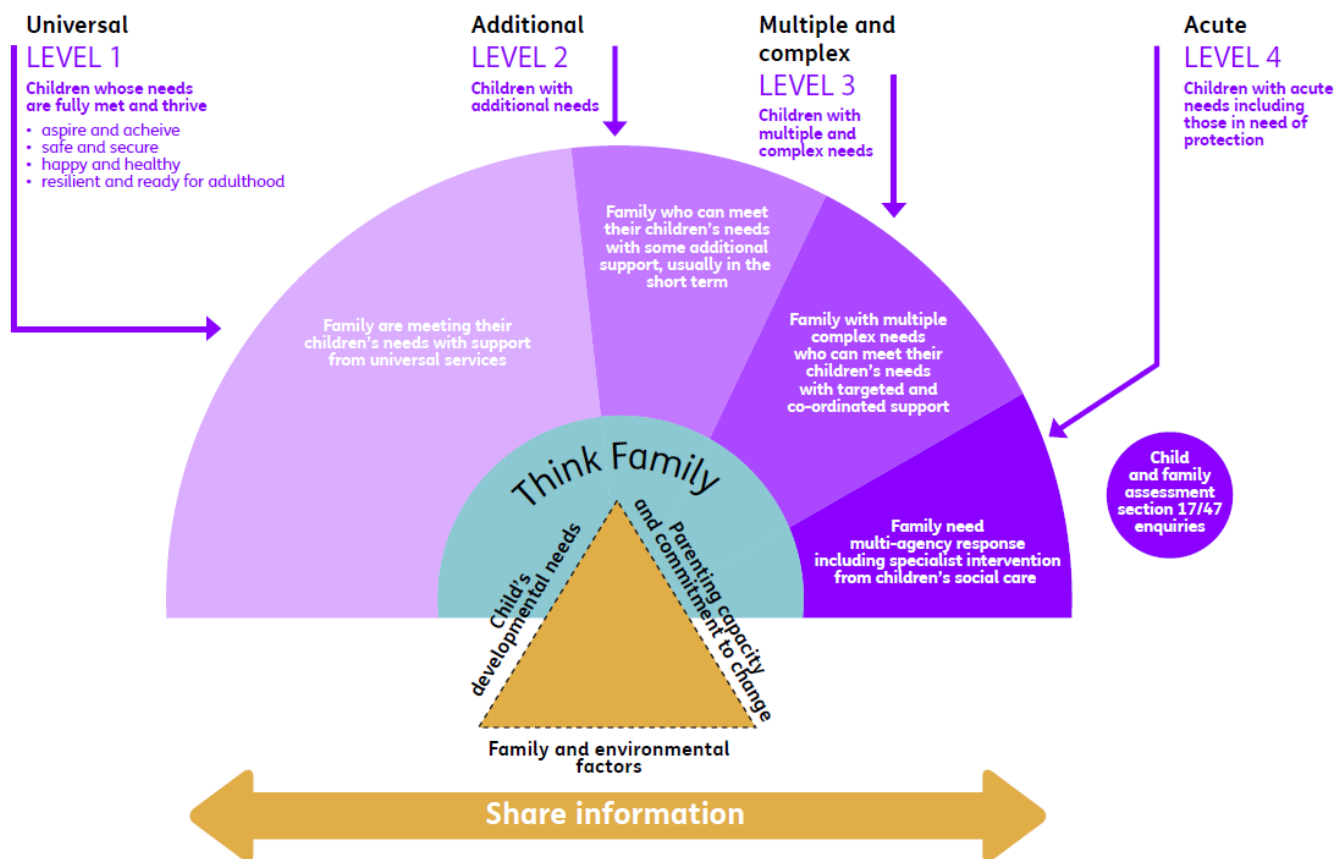 Universal
LEVEL 1
Children whose needs
are fully met and thrive
• aspire and acheive
• safe and secure
• happy and healthy
• resilient and ready for adulthood
Additional
LEVEL 2
Children with
additional needs
Multiple and
complex
LEVEL 3
Children with
multiple and
complex needs
Acute
LEVEL 4
Children with acute
needs including
those in need of
protection
Family are meeting their
children's needs with support
from universal services
Family who can meet
their children's needs
with some additional
support, usually in the
short term
Family with multiple
complex needs
who can meet their
children's needs
with targeted and
co-ordinated support
Family need
multi-agency response
including specialist intervention
from children's social care
Child
and family
assessment
section 17/47
enquiries
Think Family
Child's
developmental needs
Parenting capacity
and commitment to change
Family and environmental
factors
Share information